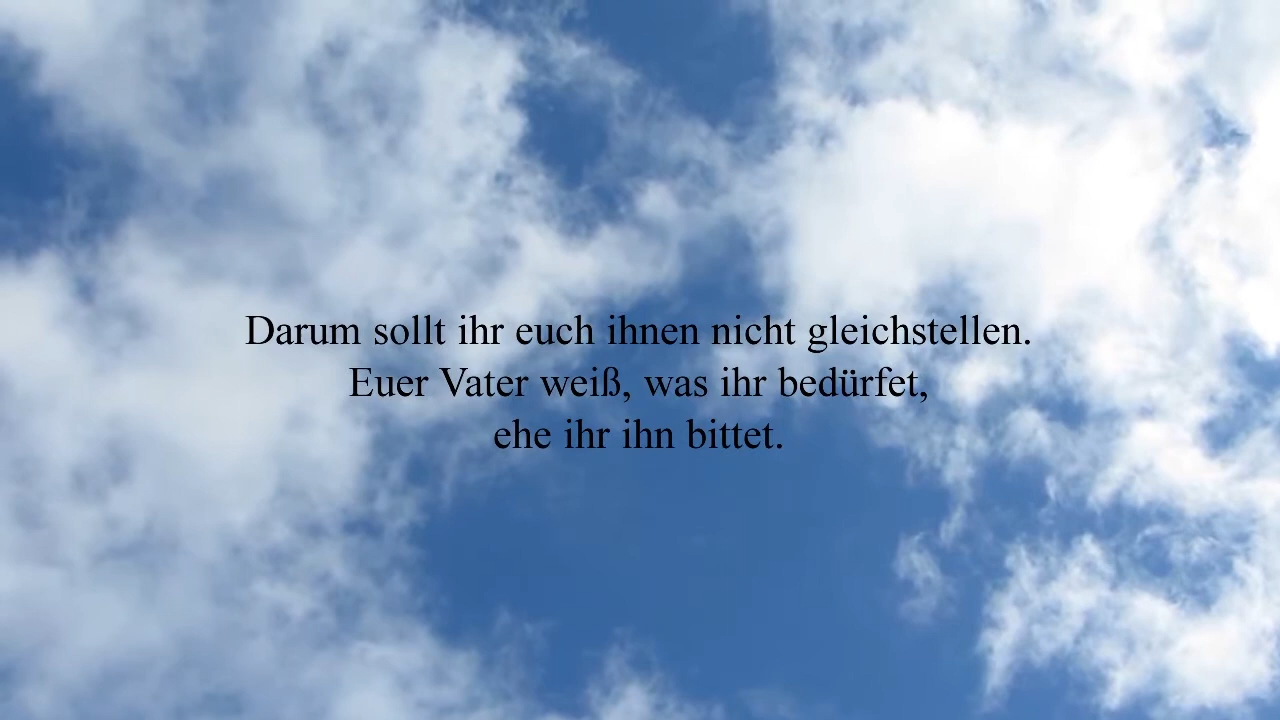 Darum sollt ihr euch ihnen nicht gleichstellen.
Euer Vater weiß, was ihr bedürfet,
ehe ihr ihn bittet.